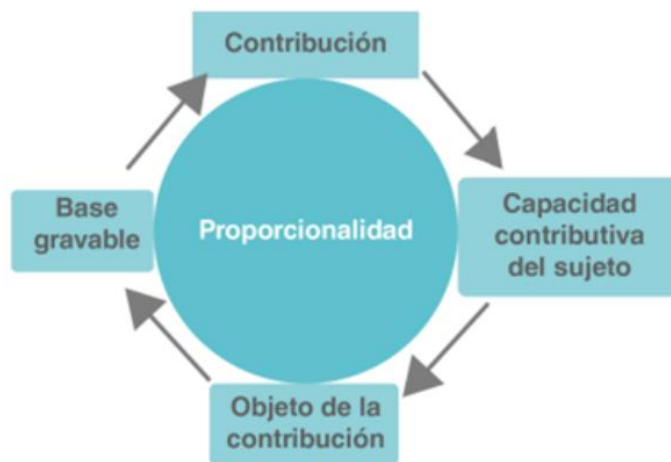 Contribución
Capacidad
contributiva
del sujeto
Objeto de la
contribución
Base
gravable
Proporcionalidad